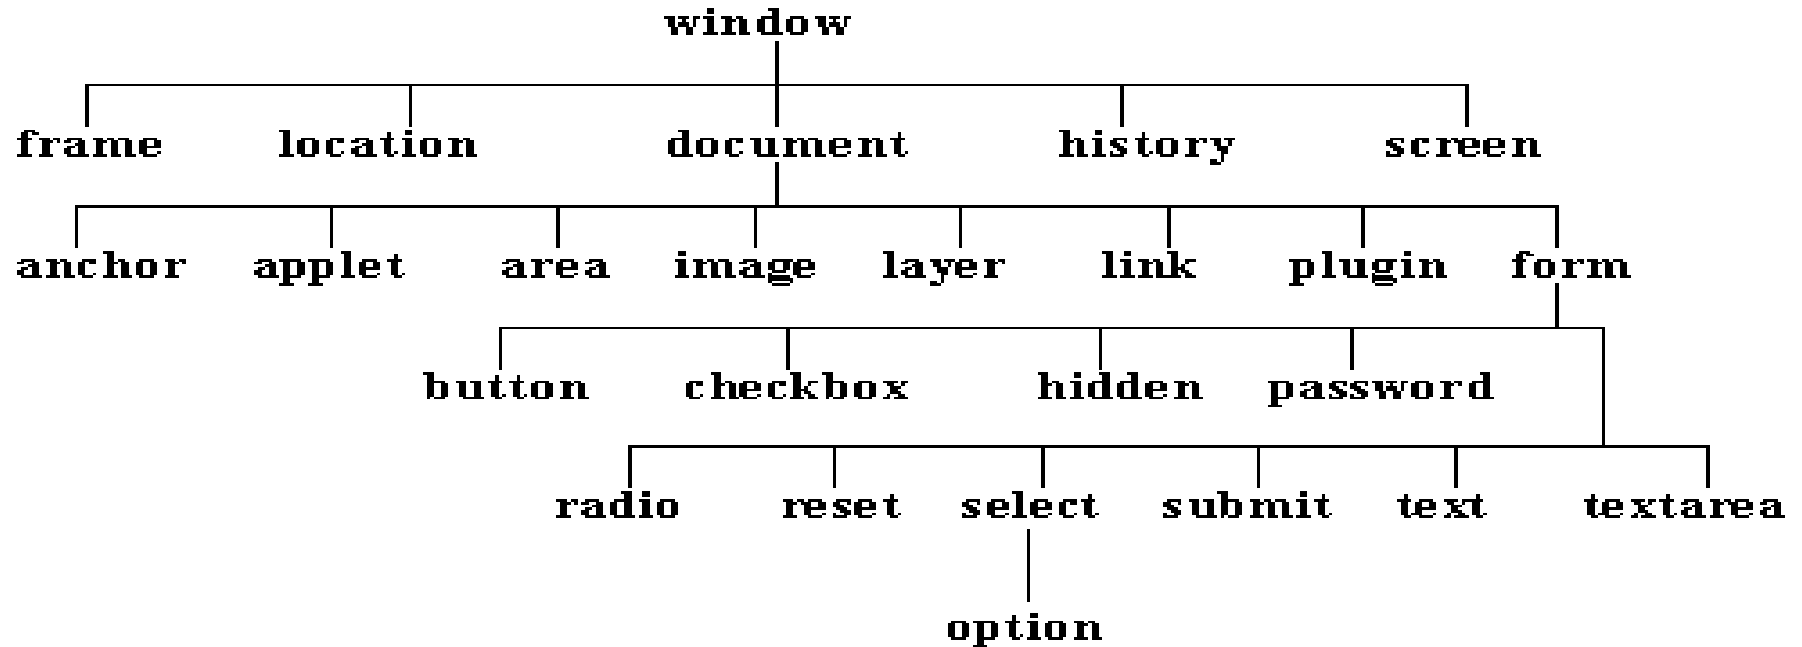 window
frame location document history screen
anchor applet area image layer link plugin form
button checkbox hidden password
radio reset select submit text textarea
option